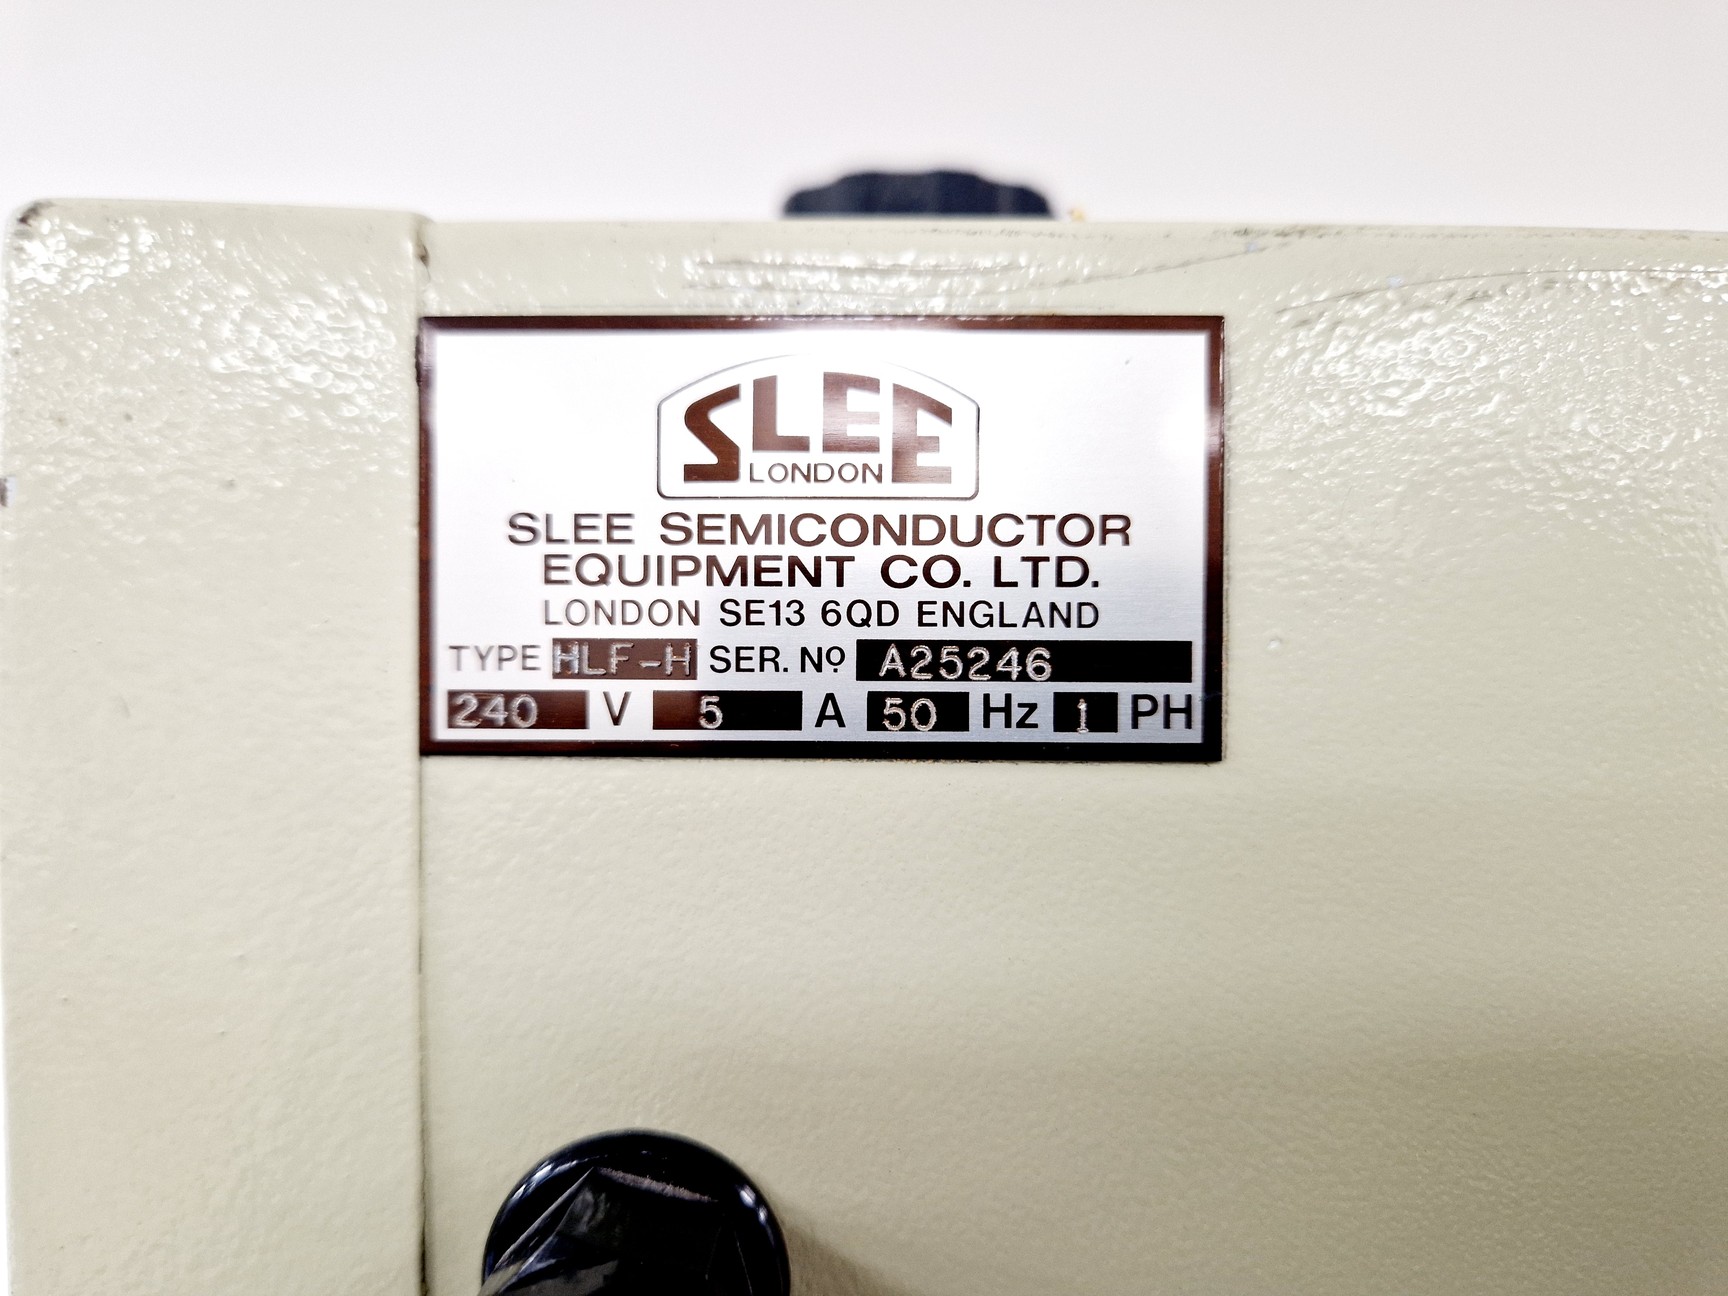 SLEE
LONDON
SLEE SEMICONDUCTOR
EQUIPMENT CO. LTD.
LONDON SE13 6QD ENGLAND
TYPE HLF-H SER. Nº A25246
240 V 5 A 50 Hz 1 PH